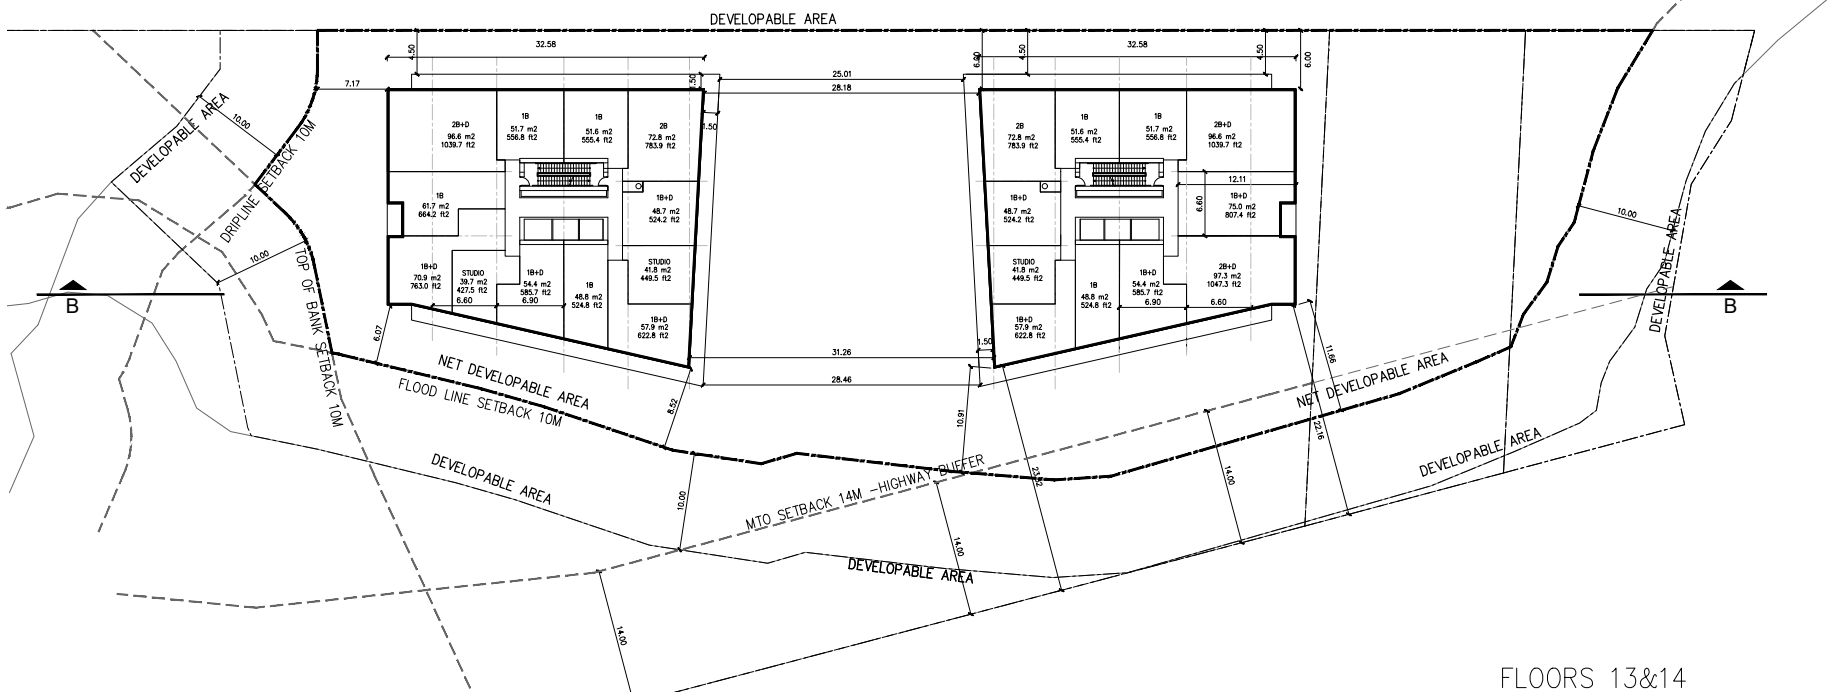 DEVELOPABLE AREA
32.58
32.58
4.50
4.50
6.00
4.50
6.00
7.17
25.01
28.18
1.50
DEVELOPABLE AREA
10.00
DRIPLINE SETBACK 10M
2B+D
96.6 m2
1039.7 ft2
1B
51.7 m2
556.8 ft2
1B
51.6 m2
555.4 ft2
2B
72.8 m2
783.9 ft2
2B
72.8 m2
783.9 ft2
1B
51.6 m2
555.4 ft2
1B
51.7 m2
556.8 ft2
2B+D
96.6 m2
1039.7 ft2
1B
61.7 m2
664.2 ft2
1B+D
48.7 m2
524.2 ft2
1B+D
48.7 m2
524.2 ft2
12.11
6.60
1B+D
75.0 m2
807.4 ft2
10.00
DEVELOPABLE AREA
10.00
TOP OF BANK SETBACK 10M
1B+D
70.9 m2
763.0 ft2
STUDIO
39.7 m2
427.5 ft2
1B+D
54.4 m2
585.7 ft2
1B
48.8 m2
524.8 ft2
STUDIO
41.8 m2
449.5 ft2
STUDIO
41.8 m2
449.5 ft2
1B
48.8 m2
524.8 ft2
1B+D
54.4 m2
585.7 ft2
2B+D
97.3 m2
1047.3 ft2
6.60
6.90
6.90
6.60
DEVELOPABLE AREA
B
B
1B+D
57.9 m2
622.8 ft2
1B+D
57.9 m2
622.8 ft2
6.07
1.50
11.66
31.26
28.46
NET DEVELOPABLE AREA
FLOOD LINE SETBACK 10M
8.52
10.91
NET DEVELOPABLE AREA
22.16
DEVELOPABLE AREA
DEVELOPABLE AREA
10.00
MTO SETBACK 14M -HIGHWAY BUFFER
14.00
14.00
DEVELOPABLE AREA
14.00
FLOORS 13&14